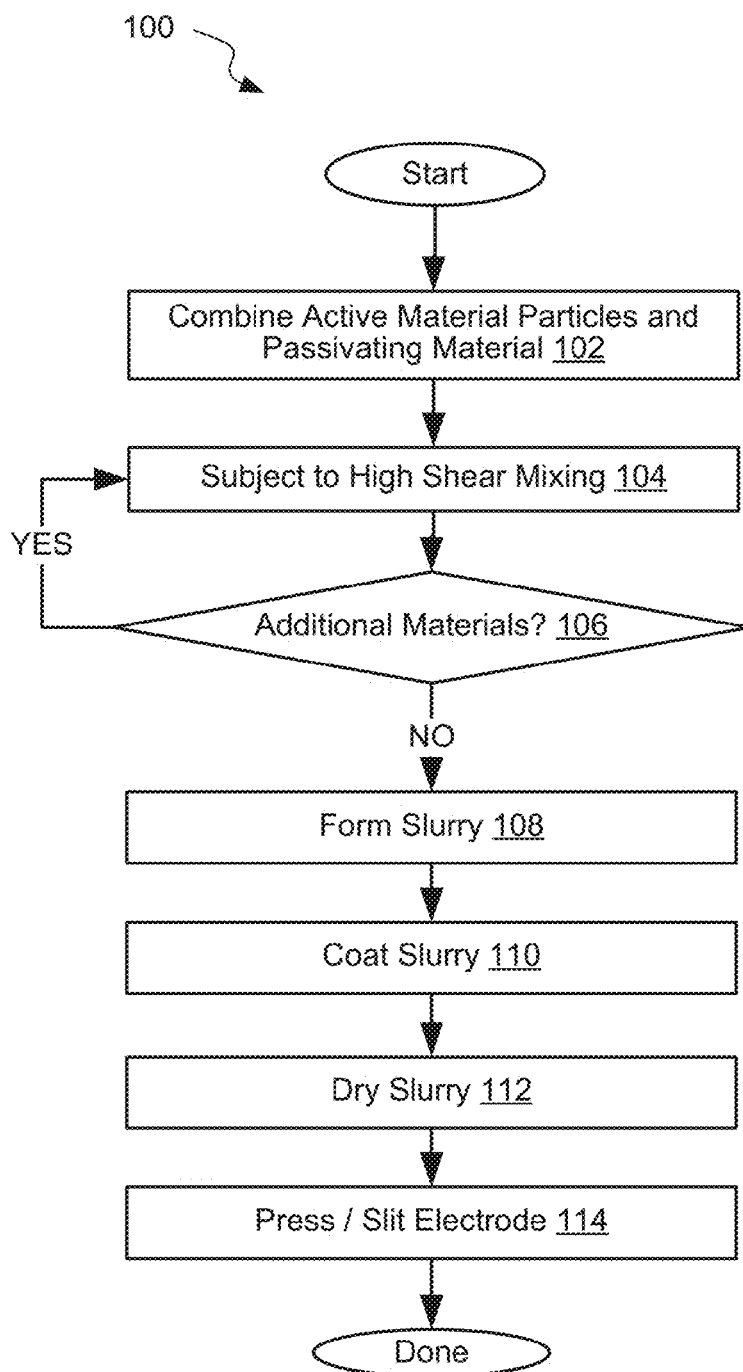 100
Start
Combine Active Material Particles and
Passivating Material 102
Subject to High Shear Mixing 104
YES
Additional Materials? 106
NO
Form Slurry 108
Coat Slurry 110
Dry Slurry 112
Press / Slit Electrode 114
Done